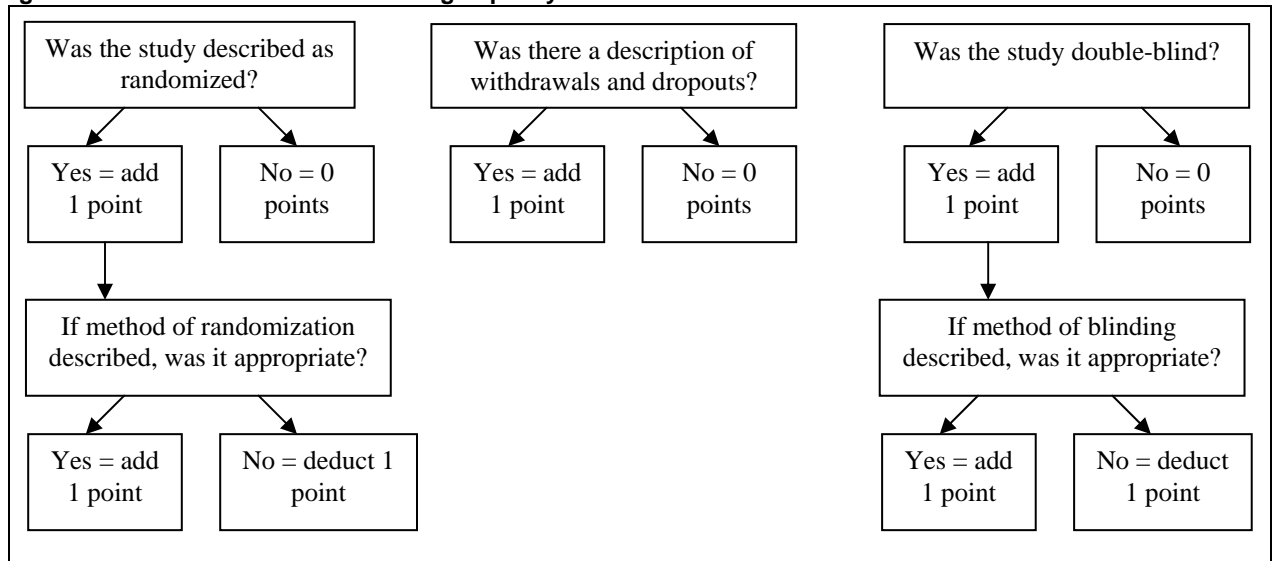 Was the study described as
randomized?
Was there a description of
withdrawals and dropouts?
Was the study double-blind?
Yes = add
1 point
No = 0
points
Yes = add
1 point
No = 0
points
Yes = add
1 point
No = 0
points
If method of randomization
described, was it appropriate?
If method of blinding
described, was it appropriate?
Yes = add
1 point
No = deduct 1
point
Yes = add
1 point
No = deduct
1 point